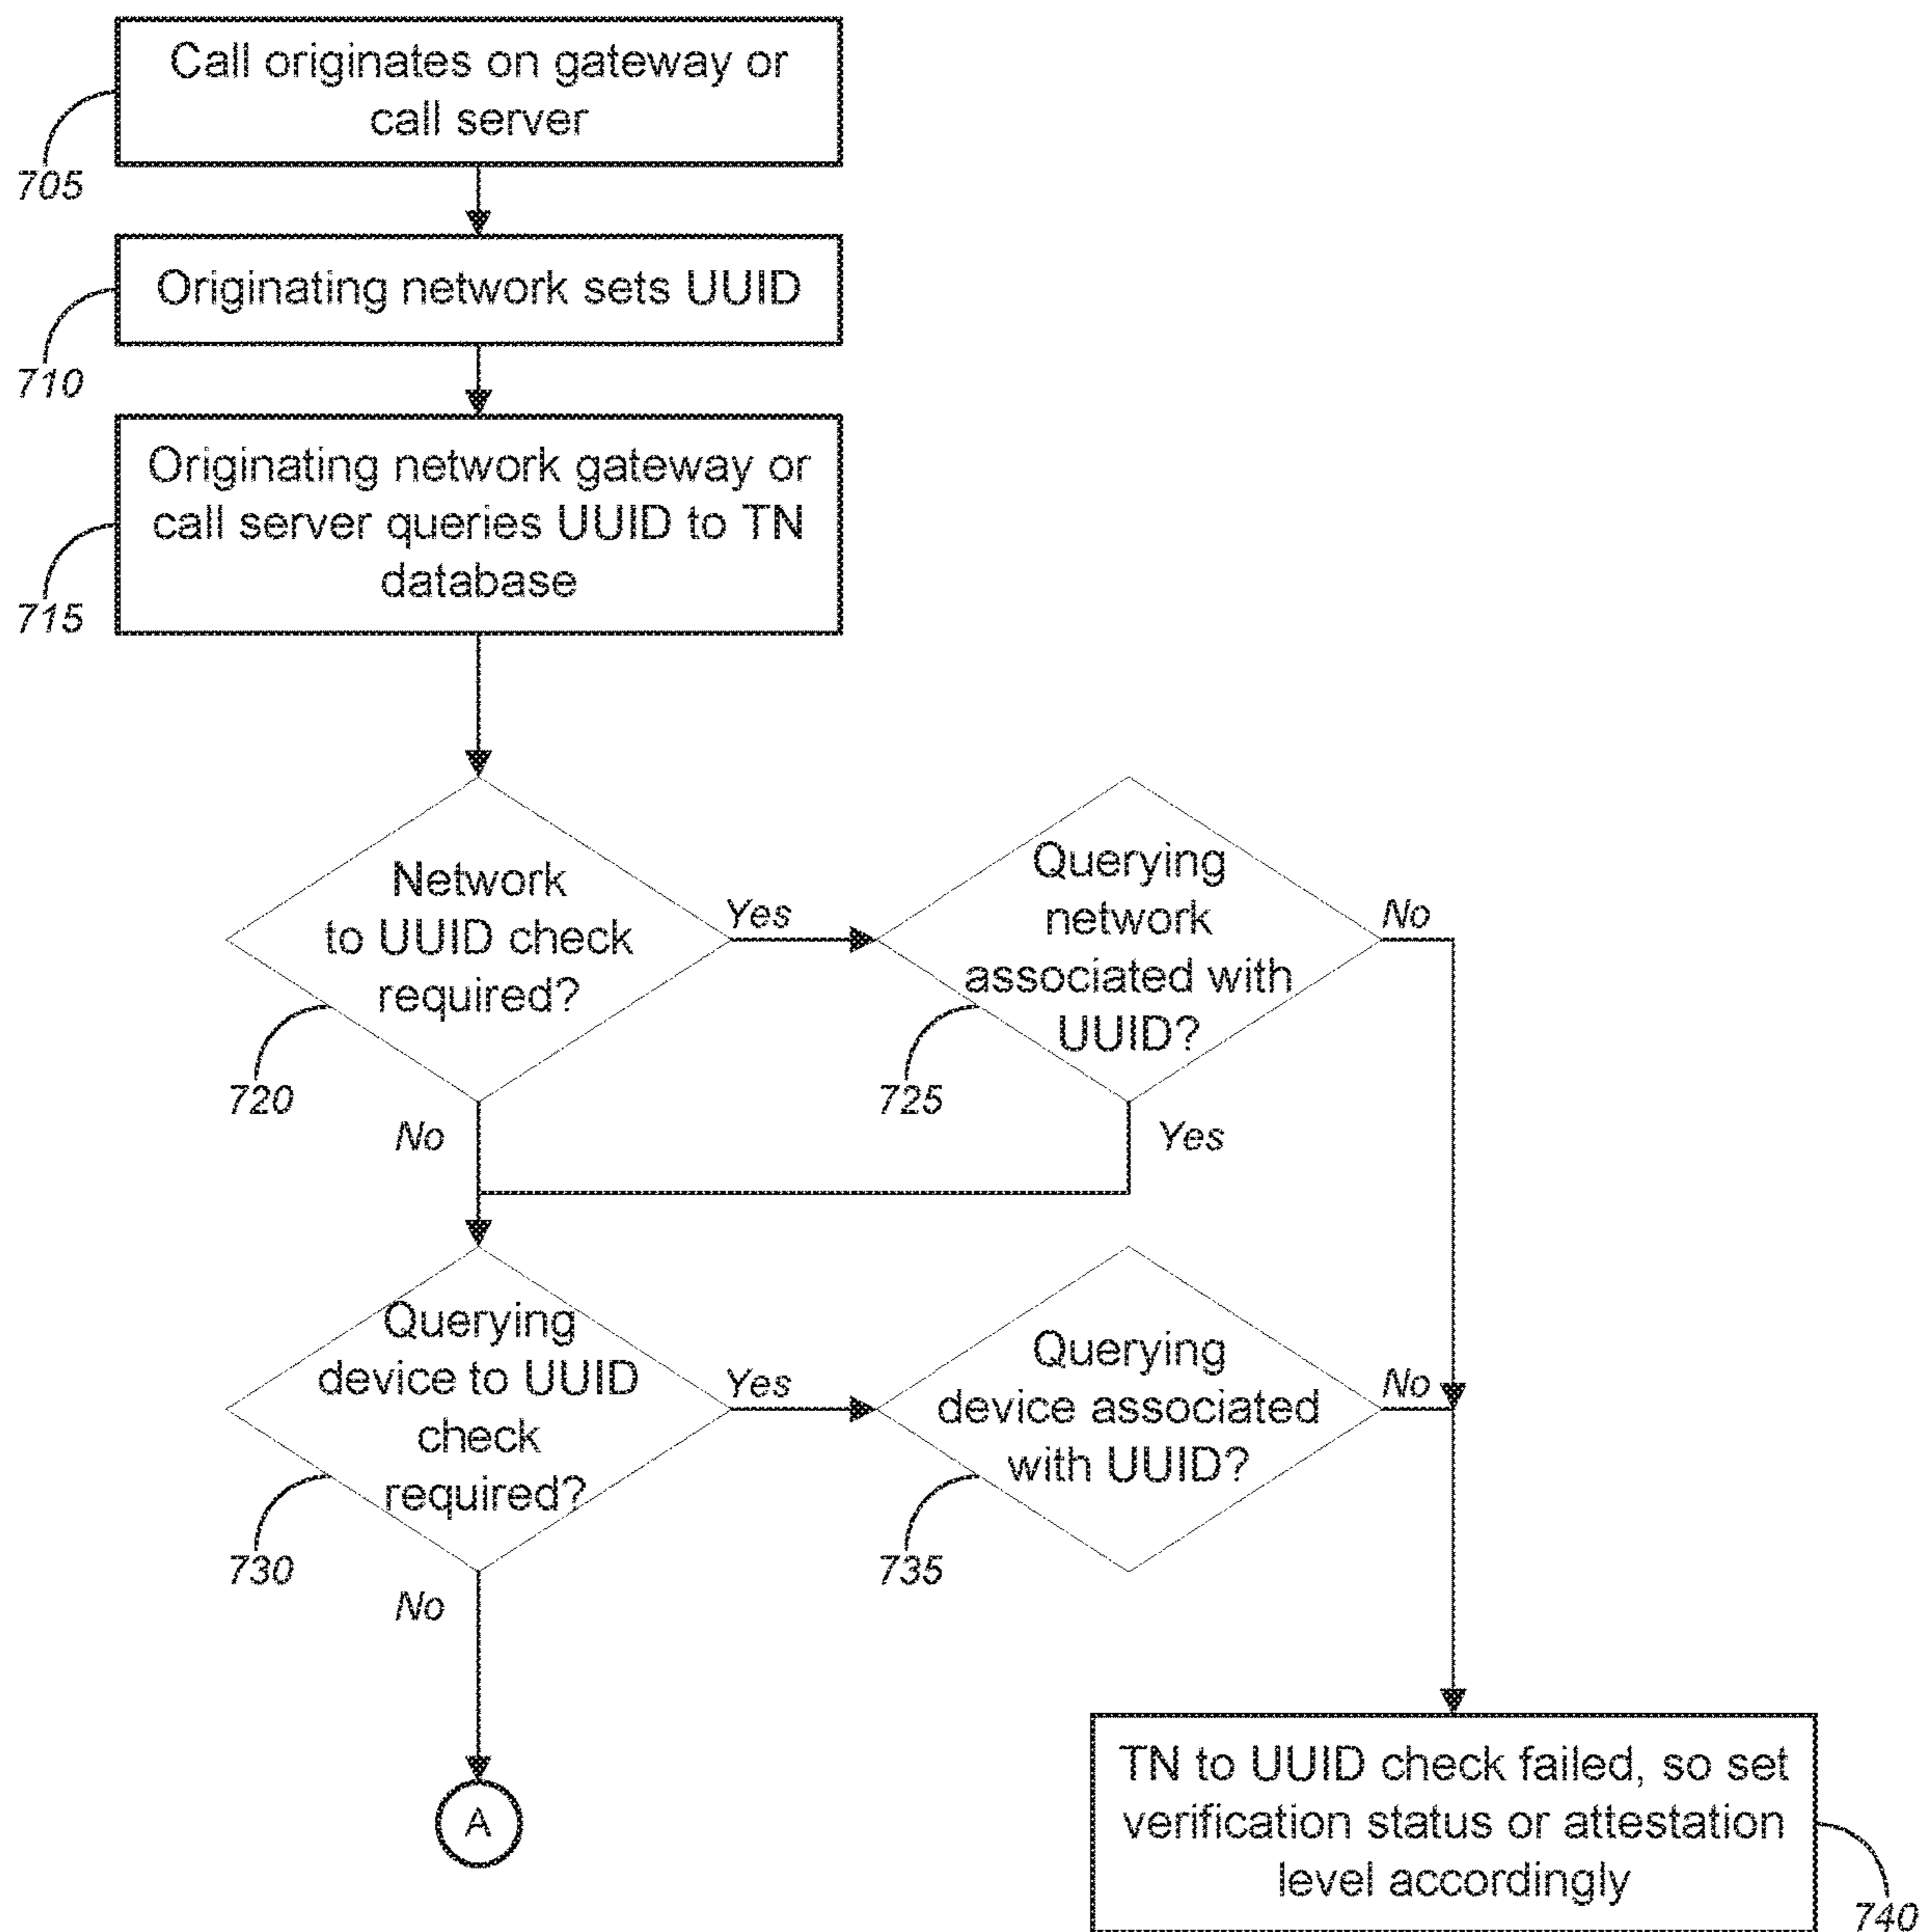 Call originates on gateway or
call server
705
Originating network sets UUID
710
Originating network gateway or
call server queries UUID to TN
database
715
Network
to UUID check
required?
Yes
No
720
Querying
network
associated with
UUID?
No
Yes
725
Querying
device to UUID
check
required?
Yes
No
730
Querying
device associated
with UUID?
No
735
A
TN to UUID check failed, so set
verification status or attestation
level accordingly
740